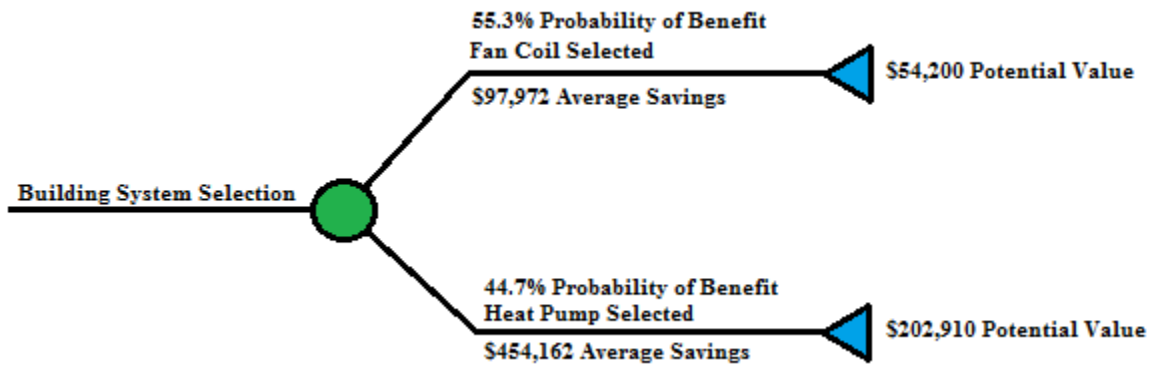 55.3% Probability of Benefit
Fan Coil Selected
$54,200 Potential Value
$97,972 Average Savings
Building System Selection
44.7% Probability of Benefit
Heat Pump Selected
$202,910 Potential Value
$454,162 Average Savings